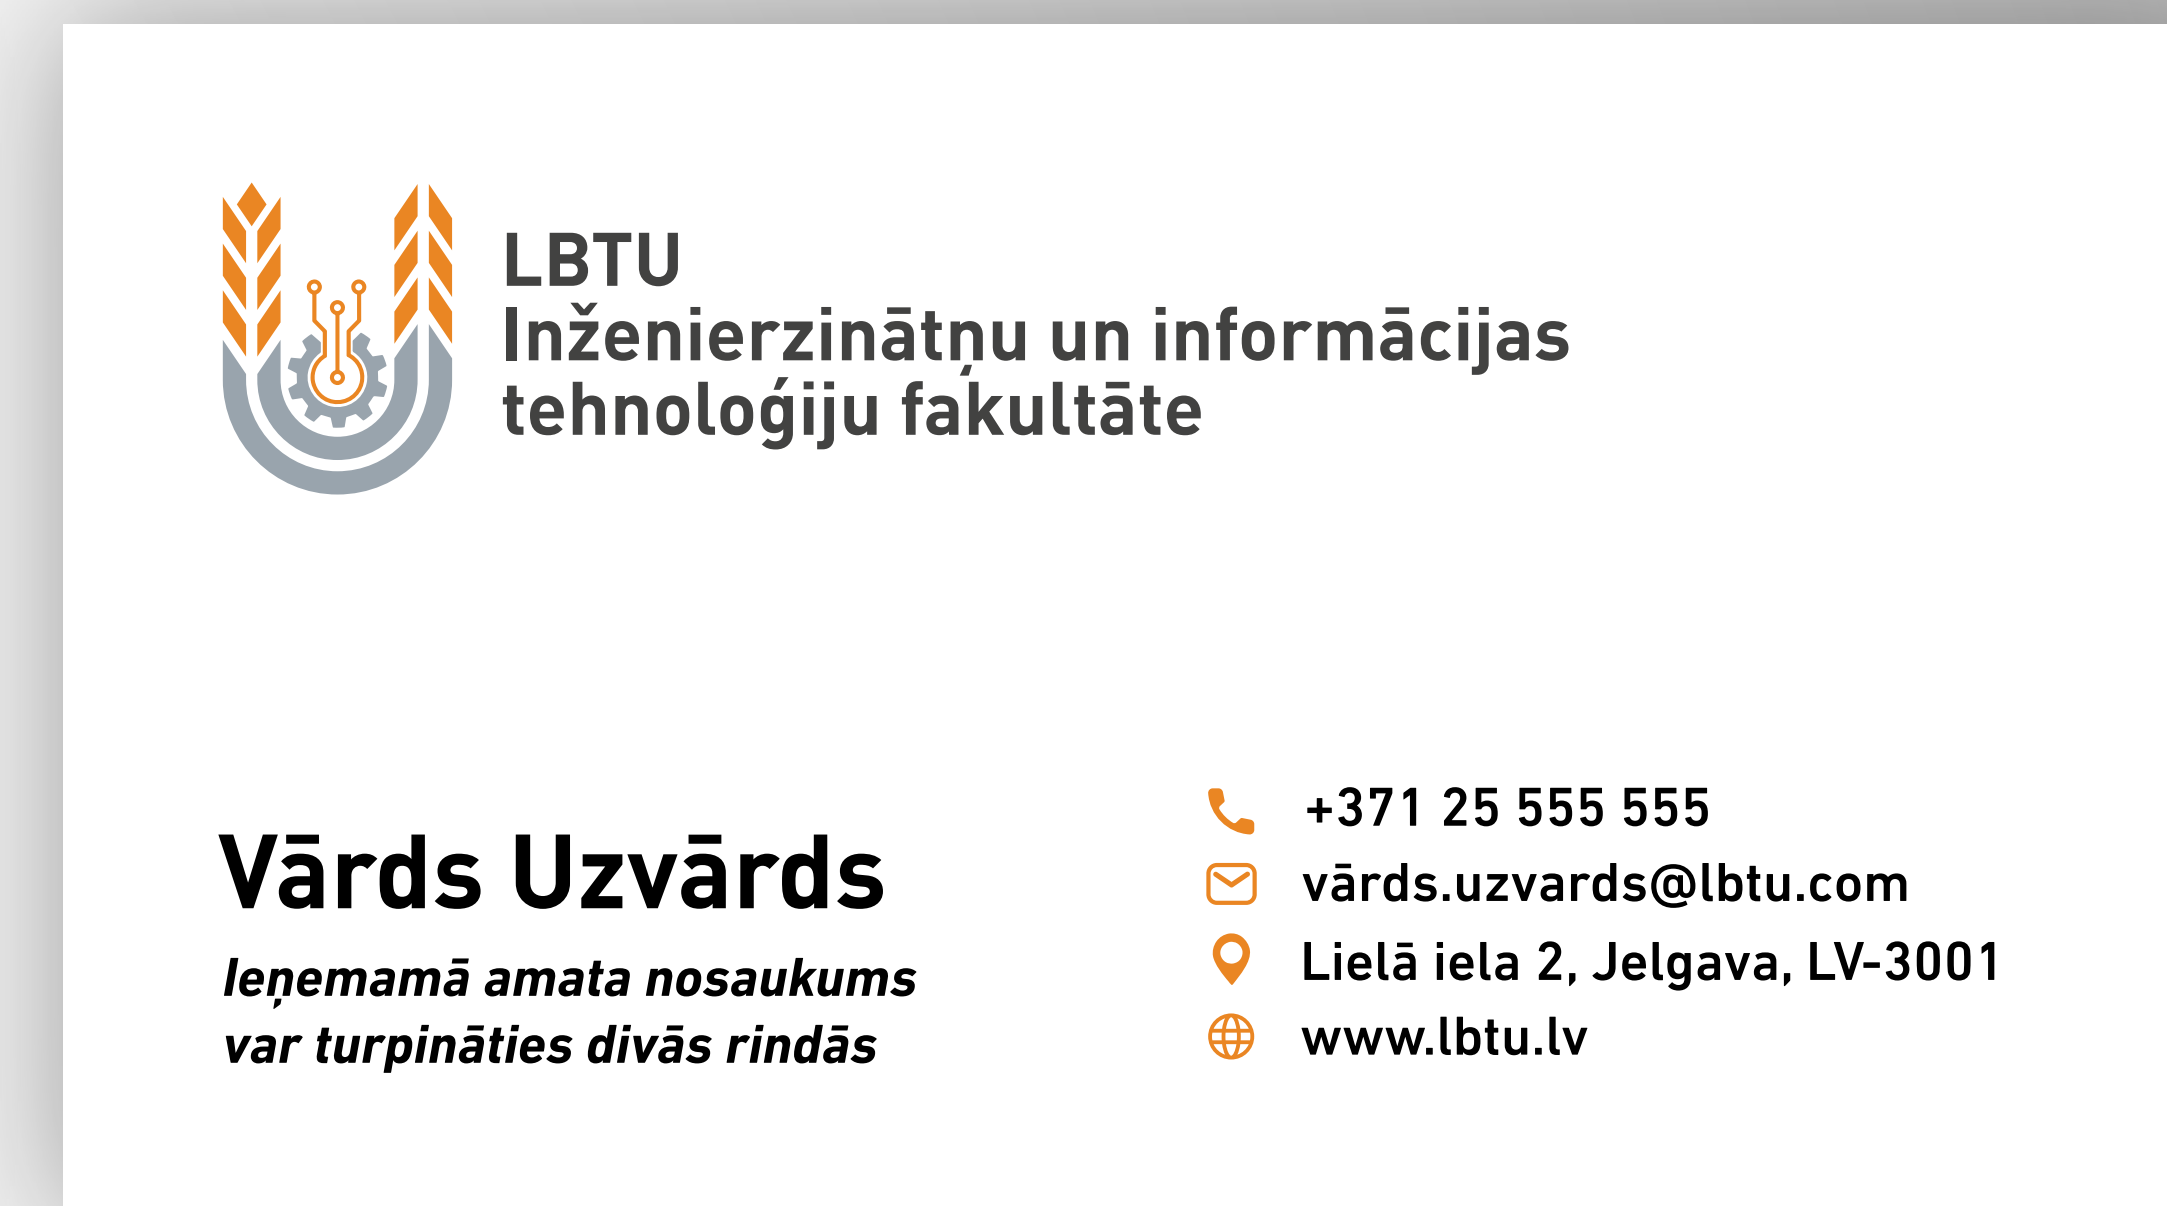 LBTU
Inženierzinātņu un informācijas
tehnoloģiju fakultāte
Vārds Uzvārds
Ieņemamā amata nosaukums
var turpināties divās rindās
+371 25 555 555
vārds.uzvards@lbtu.com
Lielā iela 2, Jelgava, LV-3001
www.lbtu.lv